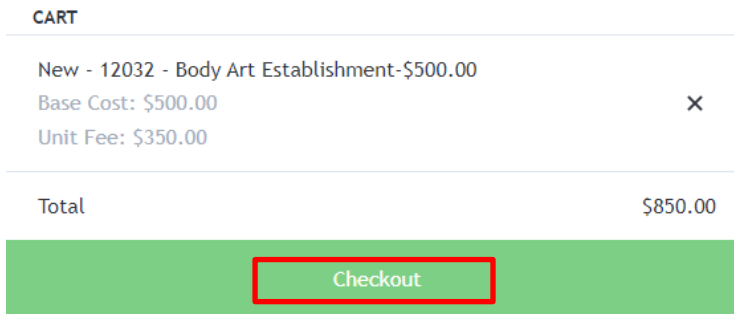 CART
New - 12032 - Body Art Establishment-$500.00
Base Cost: $500.00
Unit Fee: $350.00
Total $850.00
Checkout